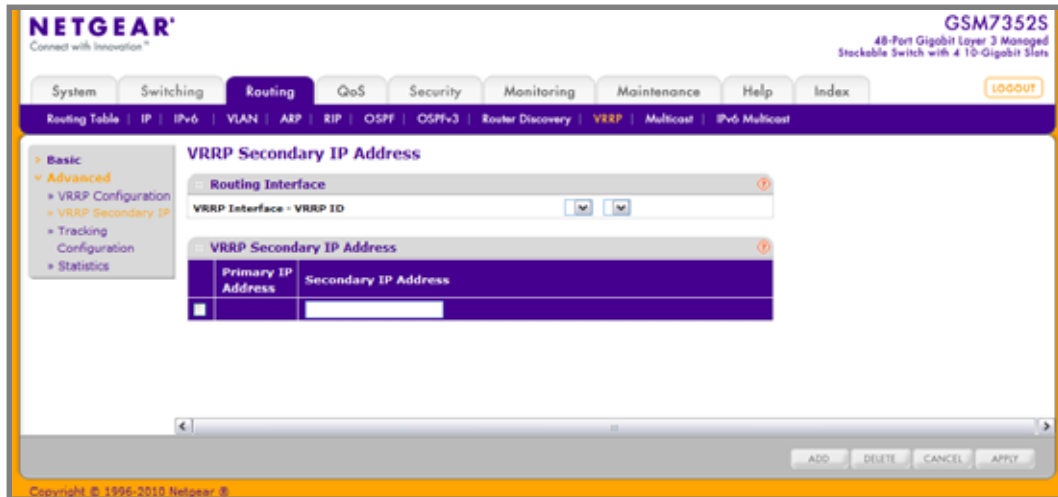 NETGEAR®
Connect with Innovation™
GSM7352S
48-Port Gigabit Layer 3 Managed
Stackable Switch with 4 10-Gigabit Slots
System Switching Routing QoS Security Monitoring Maintenance Help Index LOGOUT
Routing Table | IP | IPv6 | VLAN | ARP | RIP | OSPF | OSPFv3 | Router Discovery | VRRP | Multicast | IPv6 Multicast
Basic
Advanced
» VRRP Configuration
» VRRP Secondary IP
» Tracking
Configuration
» Statistics
VRRP Secondary IP Address
Routing Interface
VRRP Interface - VRRP ID
VRRP Secondary IP Address
Primary IP
Address
Secondary IP Address
ADD DELETE CANCEL APPLY
Copyright © 1996-2010 Netgear ®